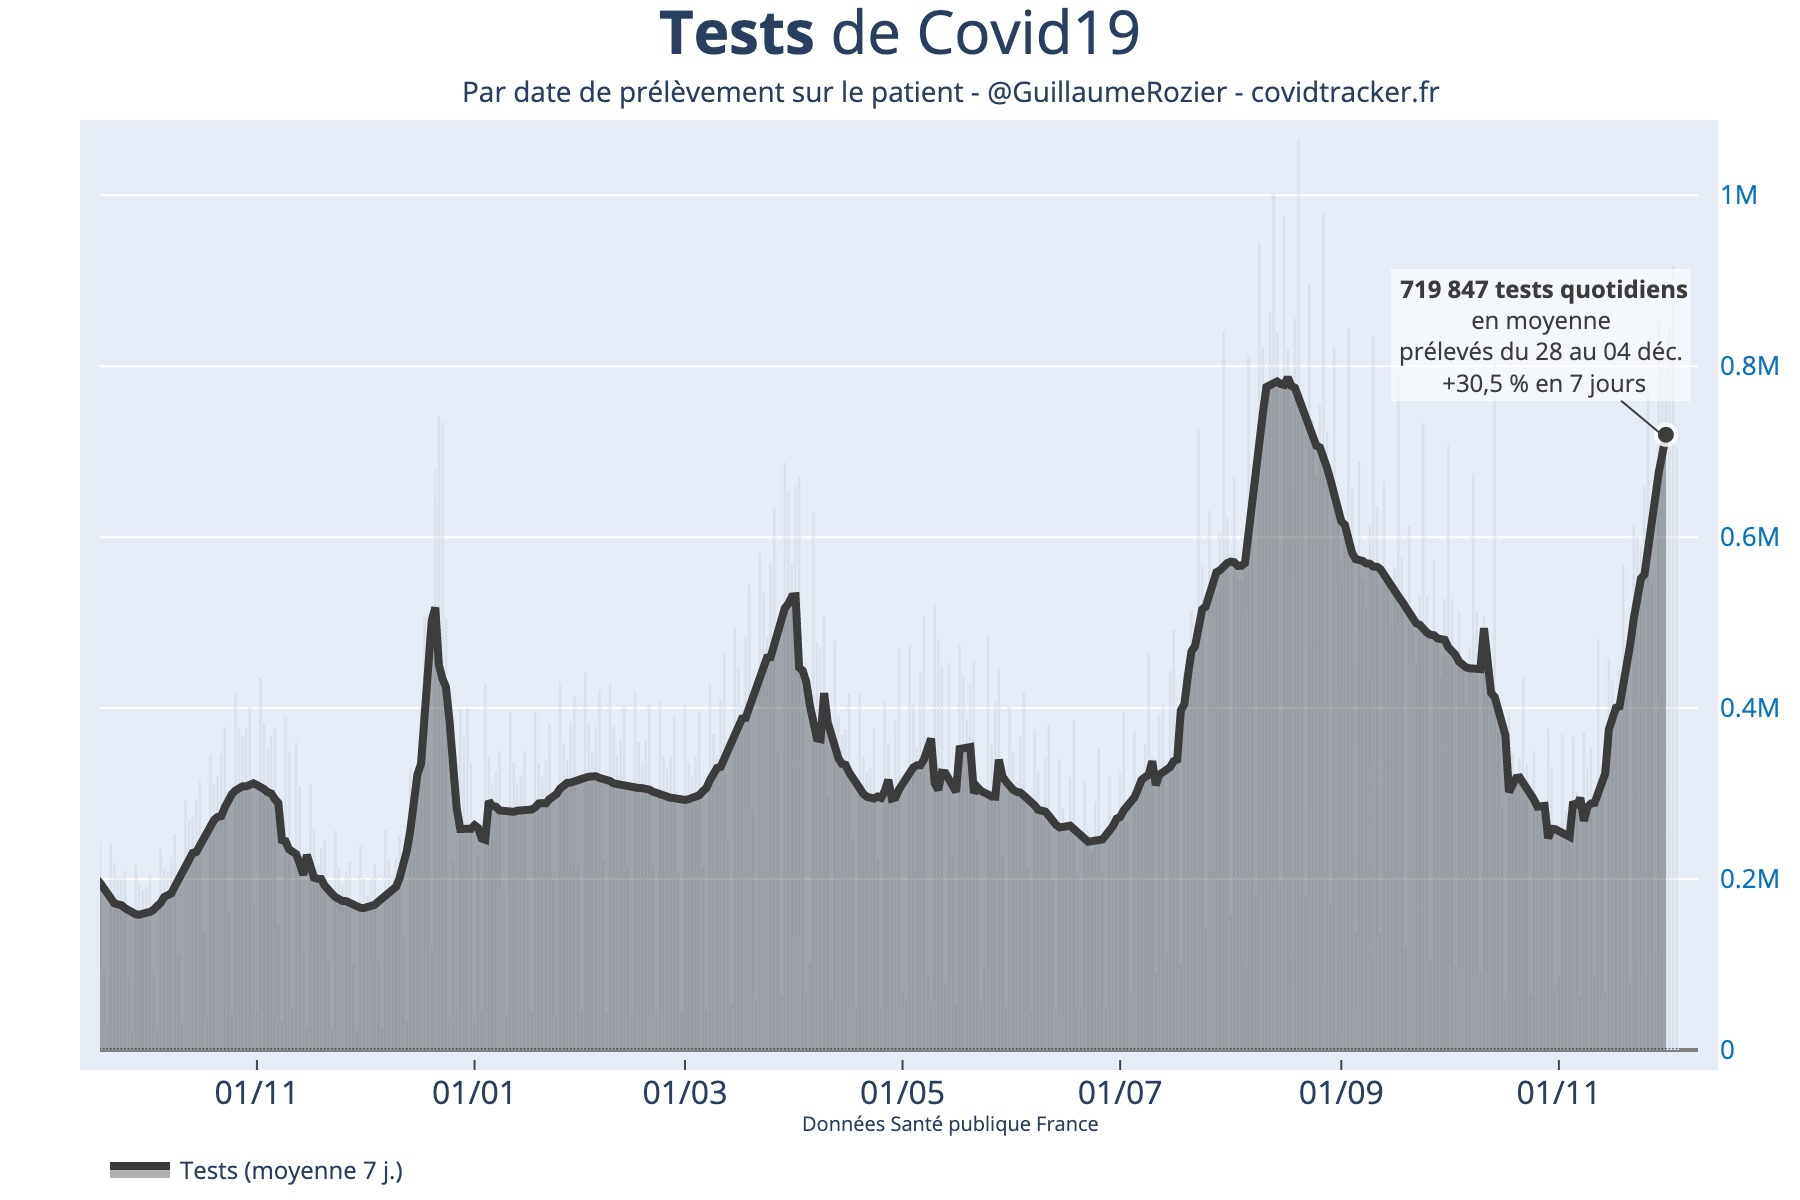 Tests de Covid19
Par date de prélèvement sur le patient - @GuillaumeRozier - covidtracker.fr
1M
719 847 tests quotidiens
en moyenne
prélevés du 28 au 04 déc.
+30,5 % en 7 jours
0.8M
0.6M
0.4M
0.2M
0
01/11
01/01
01/03
01/05
01/07
01/09
01/11
Données Santé publique France
Tests (moyenne 7 j.)